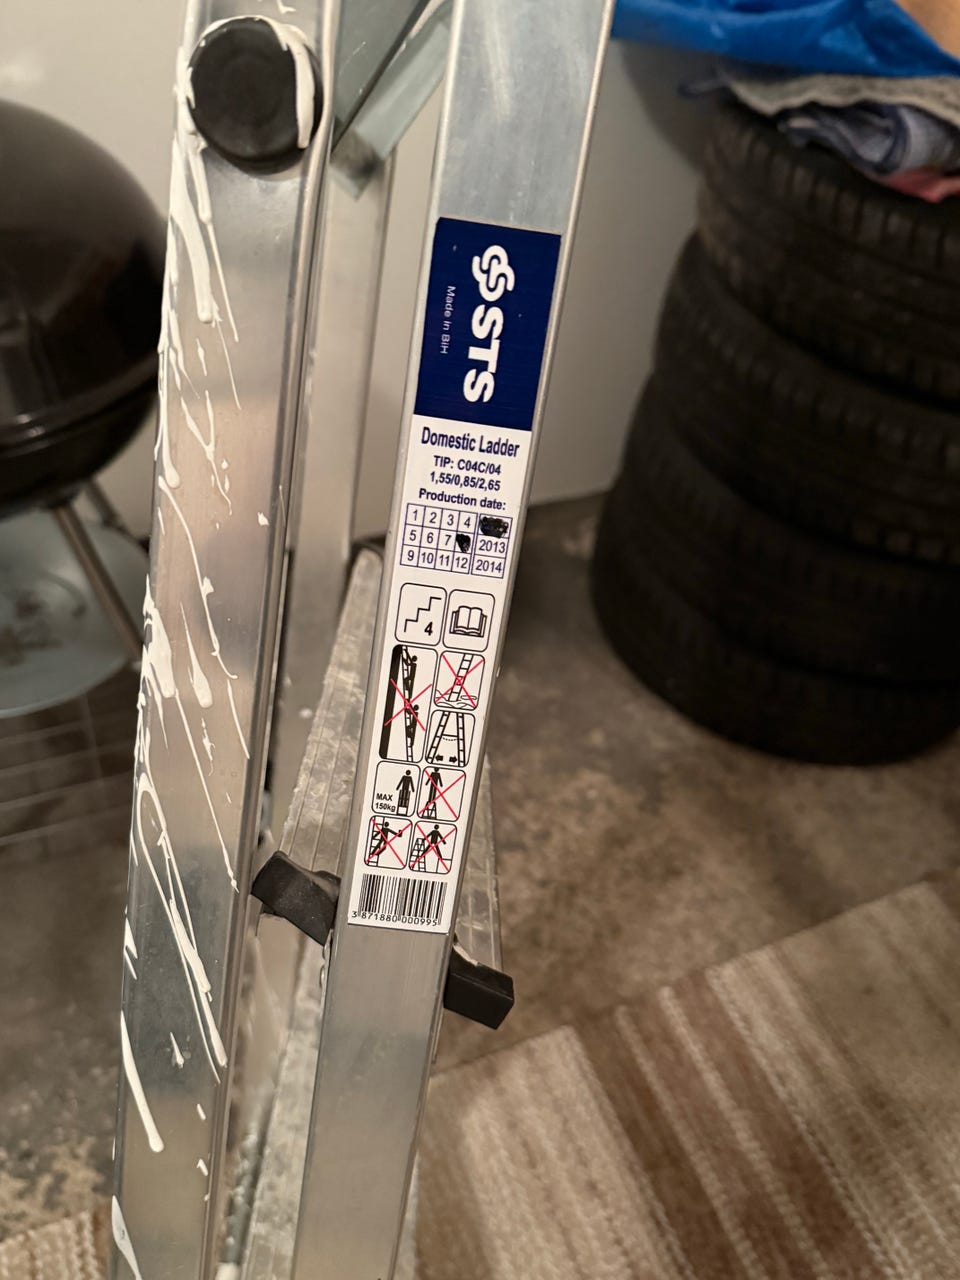 STS
Made in BiH
Domestic Ladder
TIP: C04C/04
1,55/0,85/2,65
Production date:
1 2 3 4
5 6 7 2013
9 10 11 12 2014
4
MAX
150kg
3 871880 000995